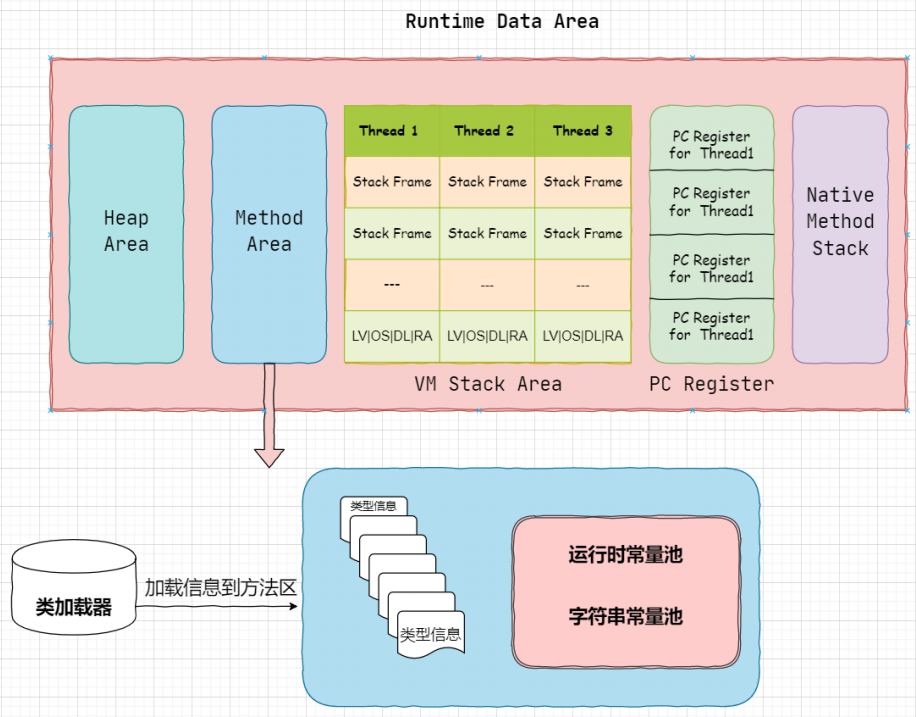 Runtime Data Area
Heap
Area
Method
Area
Thread 1 Thread 2 Thread 3
Stack Frame Stack Frame Stack Frame
Stack Frame Stack Frame Stack Frame
--- --- ---
LV|OS|DL|RA LV|OS|DL|RA LV|OS|DL|RA
VM Stack Area
PC Register
for Thread1
PC Register
for Thread1
PC Register
for Thread1
PC Register
for Thread1
PC Register
Native
Method
Stack
类加载器
加载信息到方法区
类型信息
类型信息
运行时常量池
字符串常量池